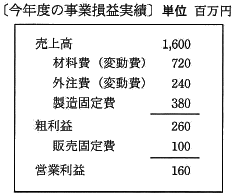 〔今年度の事業損益実績〕単位 百万円
売上高 1,600
材料費（変動費） 720
外注費（変動費） 240
製造固定費 380
粗利益 260
販売固定費 100
営業利益 160